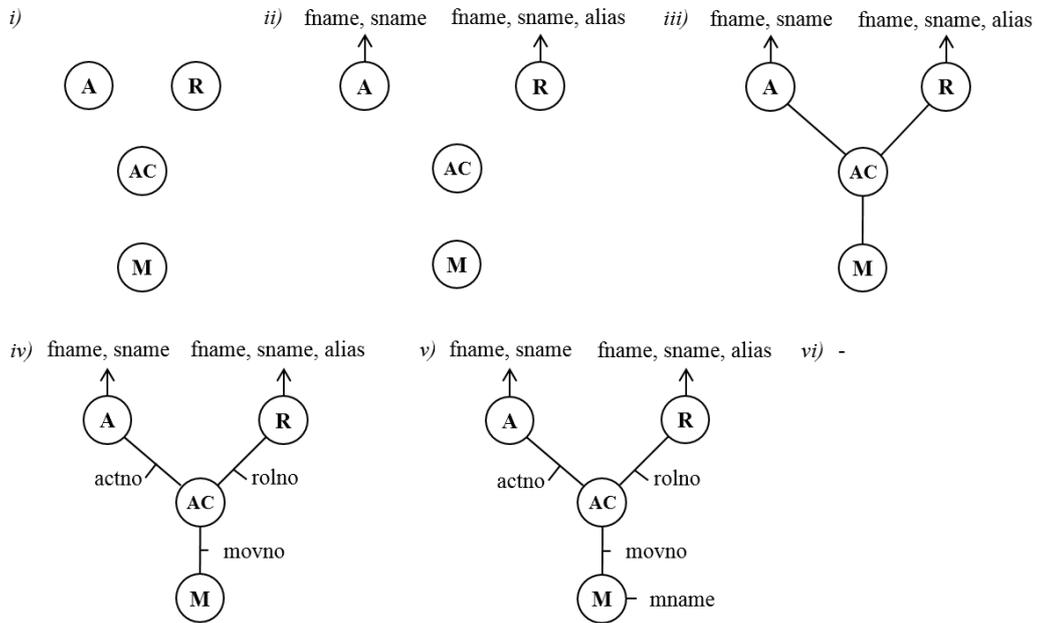 i)
ii) fname, sname fname, sname, alias
iii) fname, sname fname, sname, alias
A R
A R
A R
AC
AC
AC
M
M
M
iv) fname, sname fname, sname, alias
v) fname, sname fname, sname, alias
vi) -
A R
A R
actno rolno
actno rolno
AC
AC
movno
movno
M
M mname